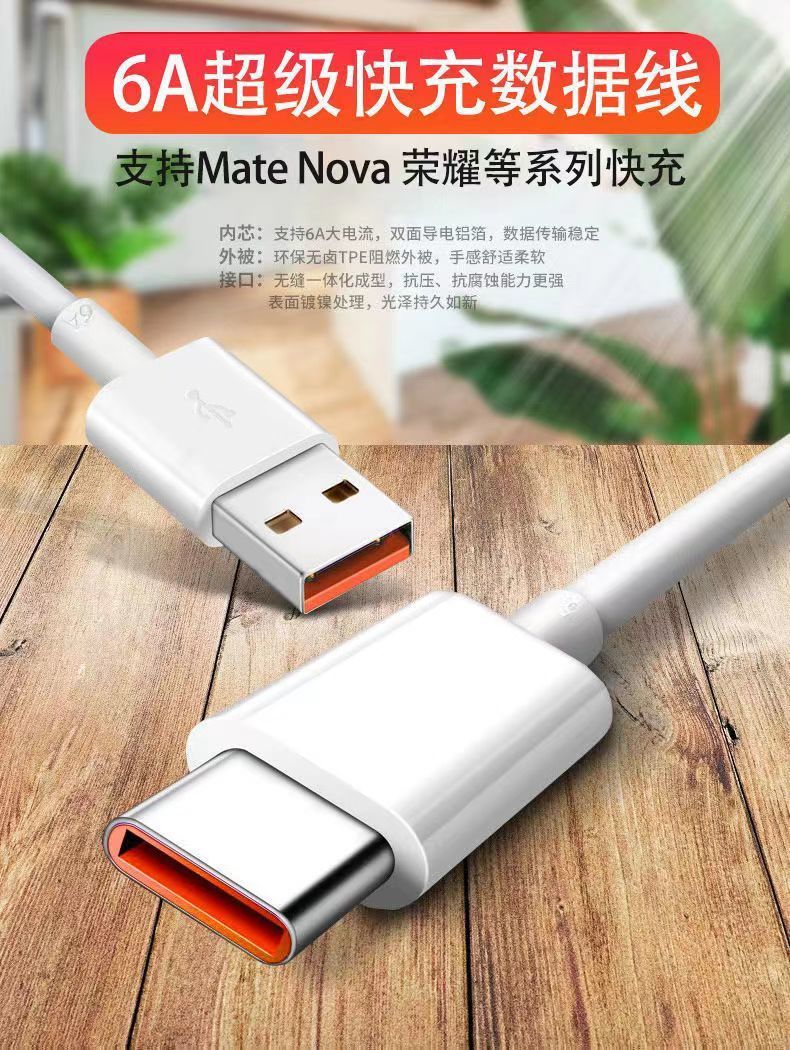 6A超级快充数据线
支持Mate Nova 荣耀等系列快充
内芯：支持6A大电流，双面导电铝箔，数据传输稳定
外被：环保无卤TPE阻燃外被，手感舒适柔软
接口：无缝一体化成型，抗压、抗腐蚀能力更强
表面镀镍处理，光泽持久如新
6A
6A